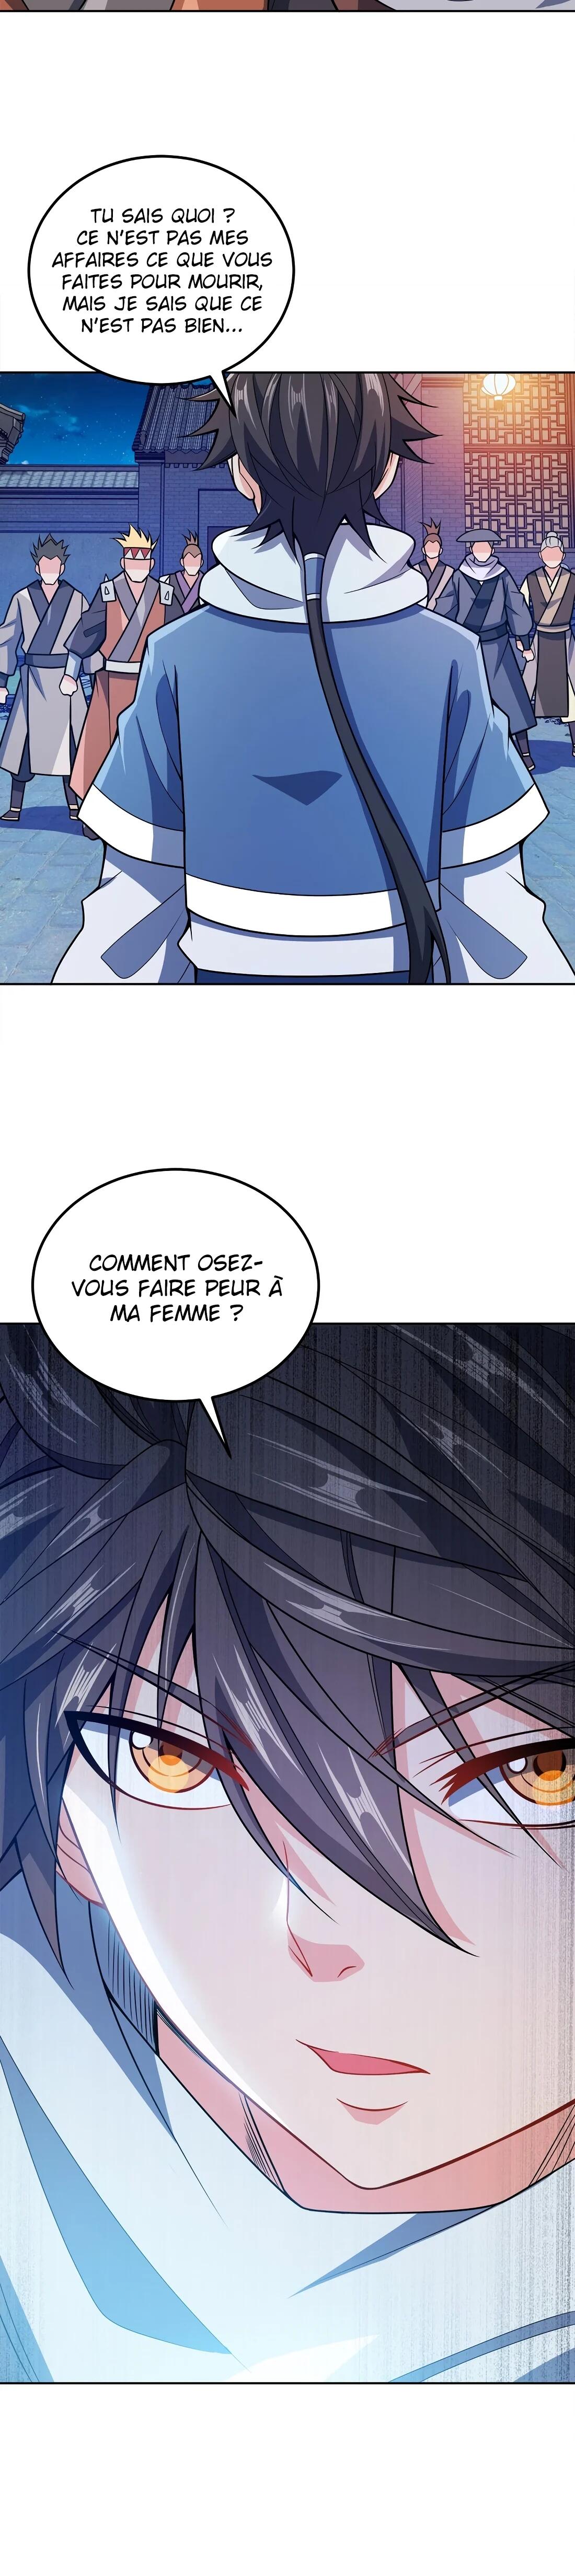 TU SAIS QUOI ?
CE N'EST PAS MES
AFFAIRES CE QUE VOUS
FAITES POUR MOURIR,
MAIS JE SAIS QUE CE
N'EST PAS BIEN...
COMMENT OSEZ-
VOUS FAIRE PEUR À
MA FEMME ?